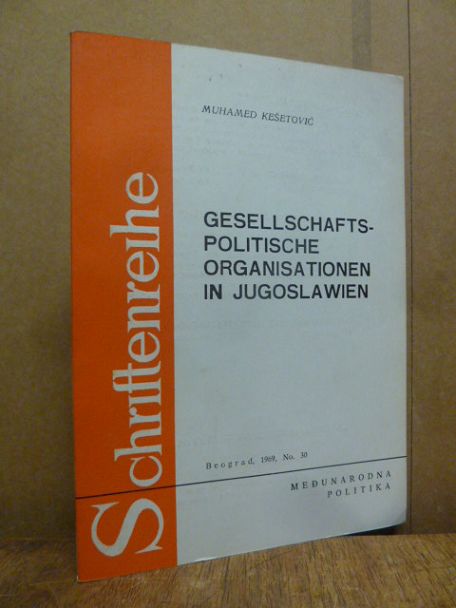 Schriftenreihe
MUHAMED KEŠETOVIĆ
GESELLSCHAFTS-
POLITISCHE
ORGANISATIONEN
IN JUGOSLAWIEN
Beograd, 1969, No. 30
MEĐUNARODNA
POLITIKA